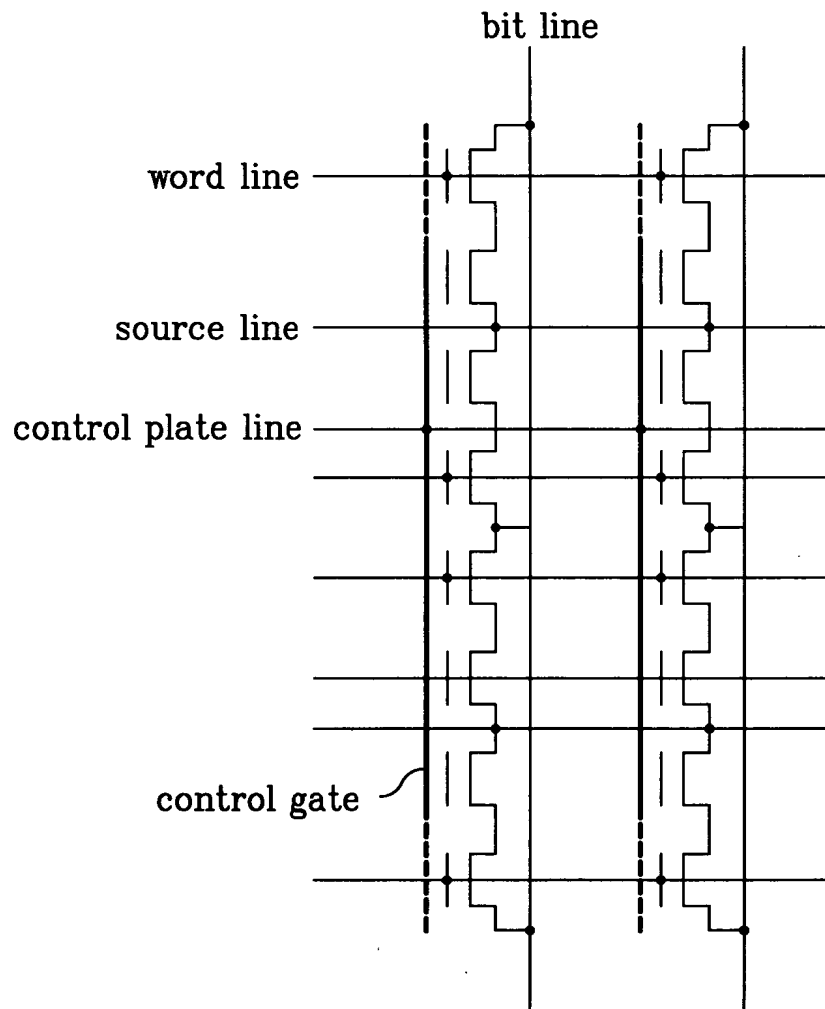 bit line
word line
source line
control plate line
control gate